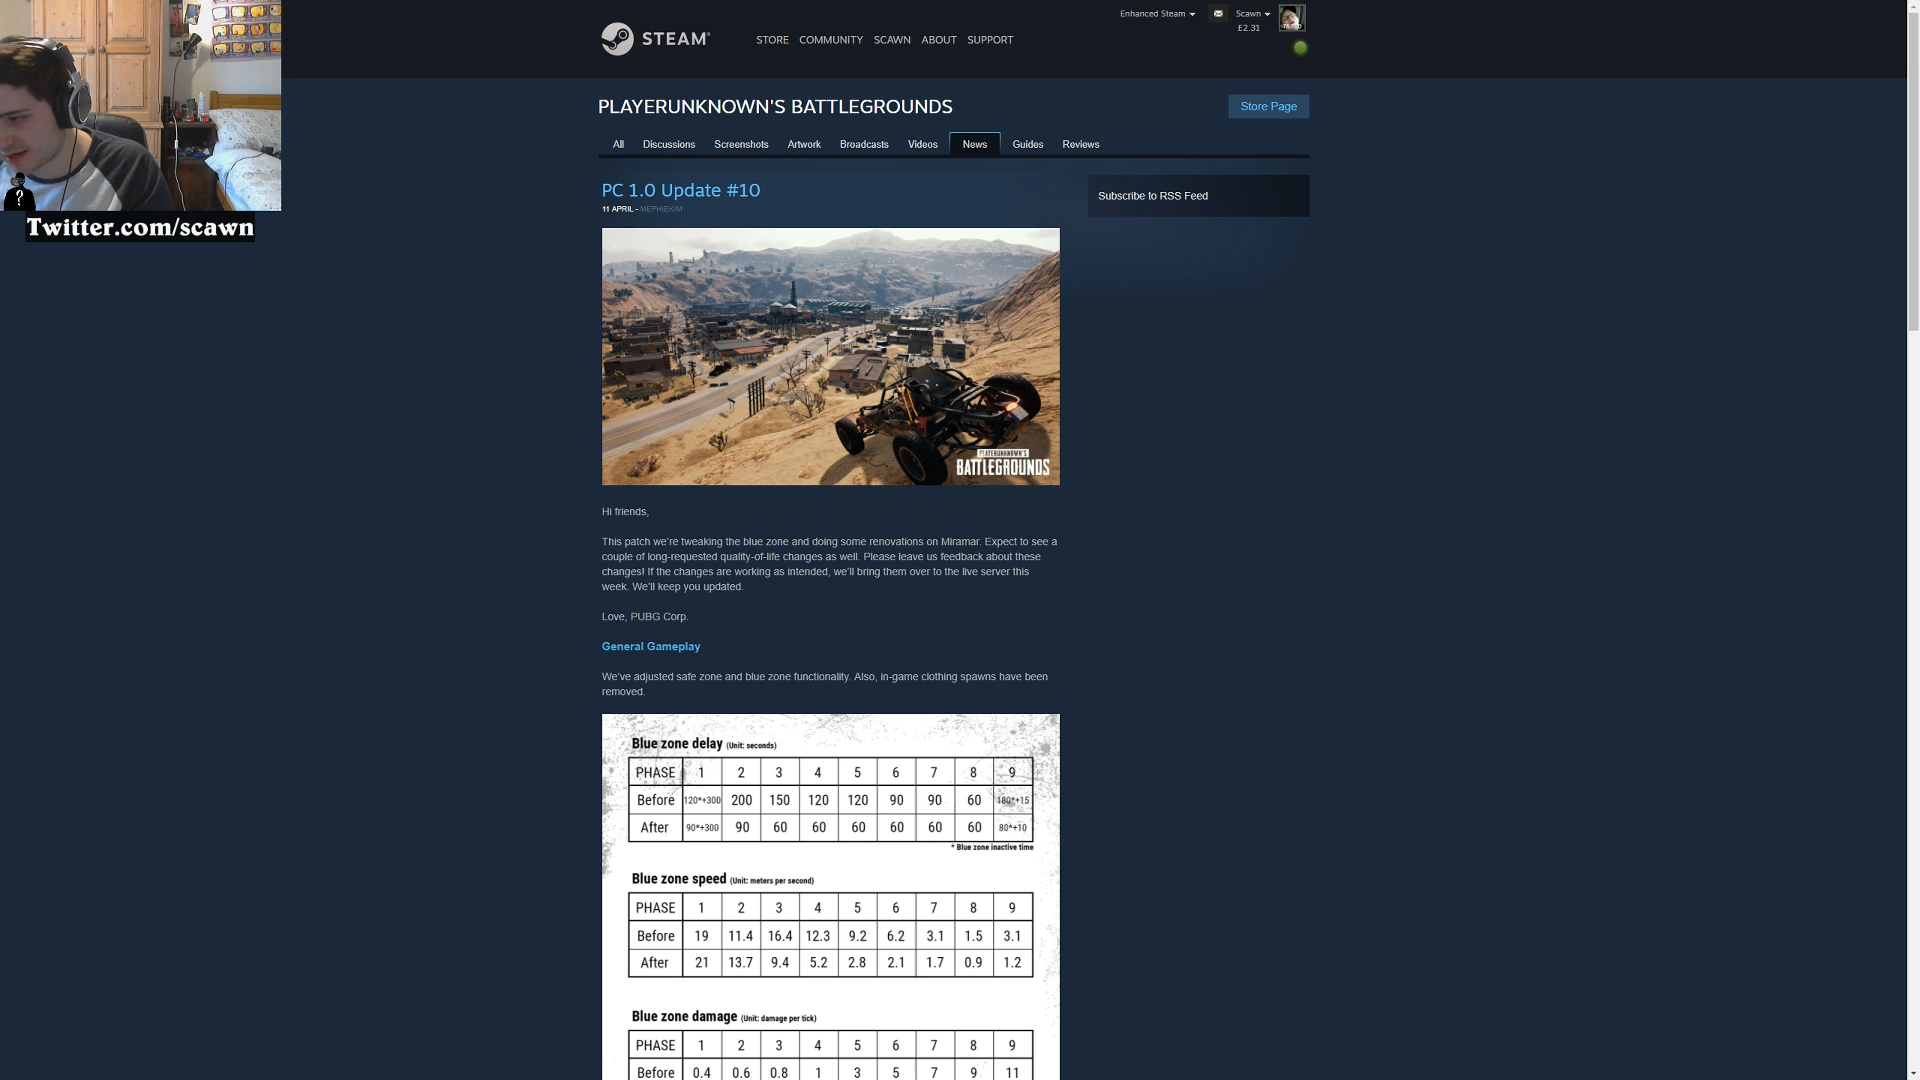 Enhanced Steam
Scawn
£2.31
STEAM
STORE COMMUNITY SCAWN ABOUT SUPPORT
Twitter.com/scawn
PLAYERUNKNOWN'S BATTLEGROUNDS
Store Page
All Discussions Screenshots Artwork Broadcasts Videos News Guides Reviews
PC 1.0 Update #10
11 APRIL - MEPHIEKIM
Subscribe to RSS Feed
PLAYERUNKNOWN'S
BATTLEGROUNDS
Hi friends,
This patch we're tweaking the blue zone and doing some renovations on Miramar. Expect to see a
couple of long-requested quality-of-life changes as well. Please leave us feedback about these
changes! If the changes are working as intended, we'll bring them over to the live server this
week. We'll keep you updated.
Love, PUBG Corp.
General Gameplay
We've adjusted safe zone and blue zone functionality. Also, in-game clothing spawns have been
removed.
Blue zone delay (Unit: seconds)
PHASE 1 2 3 4 5 6 7 8 9
Before 120*+300 200 150 120 120 90 90 60 180*+15
After 90*+300 90 60 60 60 60 60 60 80*+10
* Blue zone inactive time
Blue zone speed (Unit: meters per second)
PHASE 1 2 3 4 5 6 7 8 9
Before 19 11.4 16.4 12.3 9.2 6.2 3.1 1.5 3.1
After 21 13.7 9.4 5.2 2.8 2.1 1.7 0.9 1.2
Blue zone damage (Unit: damage per tick)
PHASE 1 2 3 4 5 6 7 8 9
Before 0.4 0.6 0.8 1 3 5 7 9 11